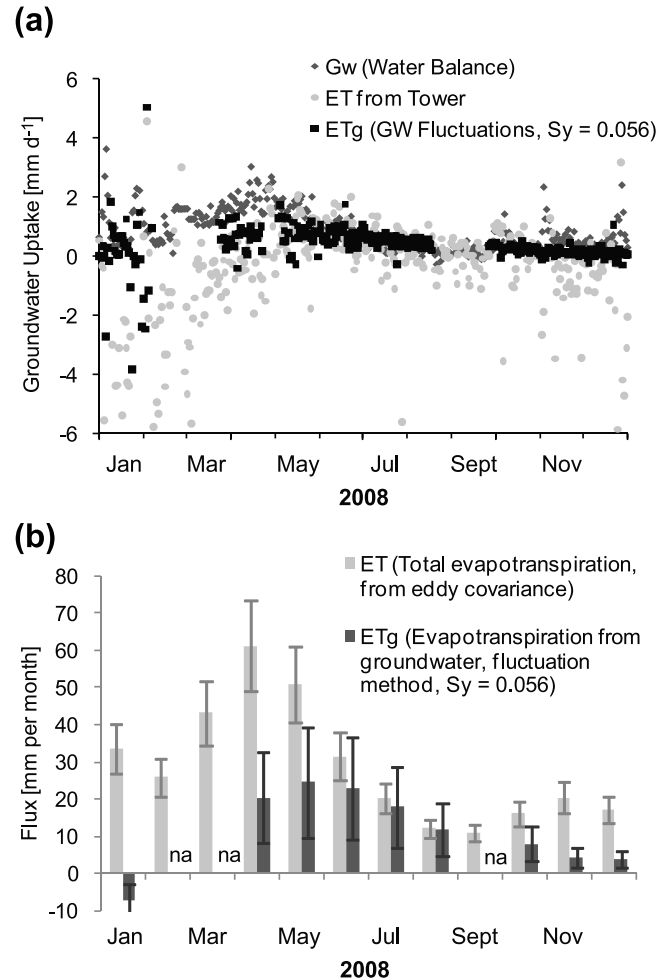 (a)
Gw (Water Balance)
ET from Tower
ETg (GW Fluctuations, Sy = 0.056)
Groundwater Uptake [mm d-1]
6
4
2
0
-2
-4
-6
Jan Mar May Jul Sept Nov
2008
(b)
ET (Total evapotranspiration,
from eddy covariance)
ETg (Evapotranspiration from
groundwater, fluctuation
method, Sy = 0.056)
Flux [mm per month]
80
70
60
50
40
30
20
10
0
-10
na na na
Jan Mar May Jul Sept Nov
2008